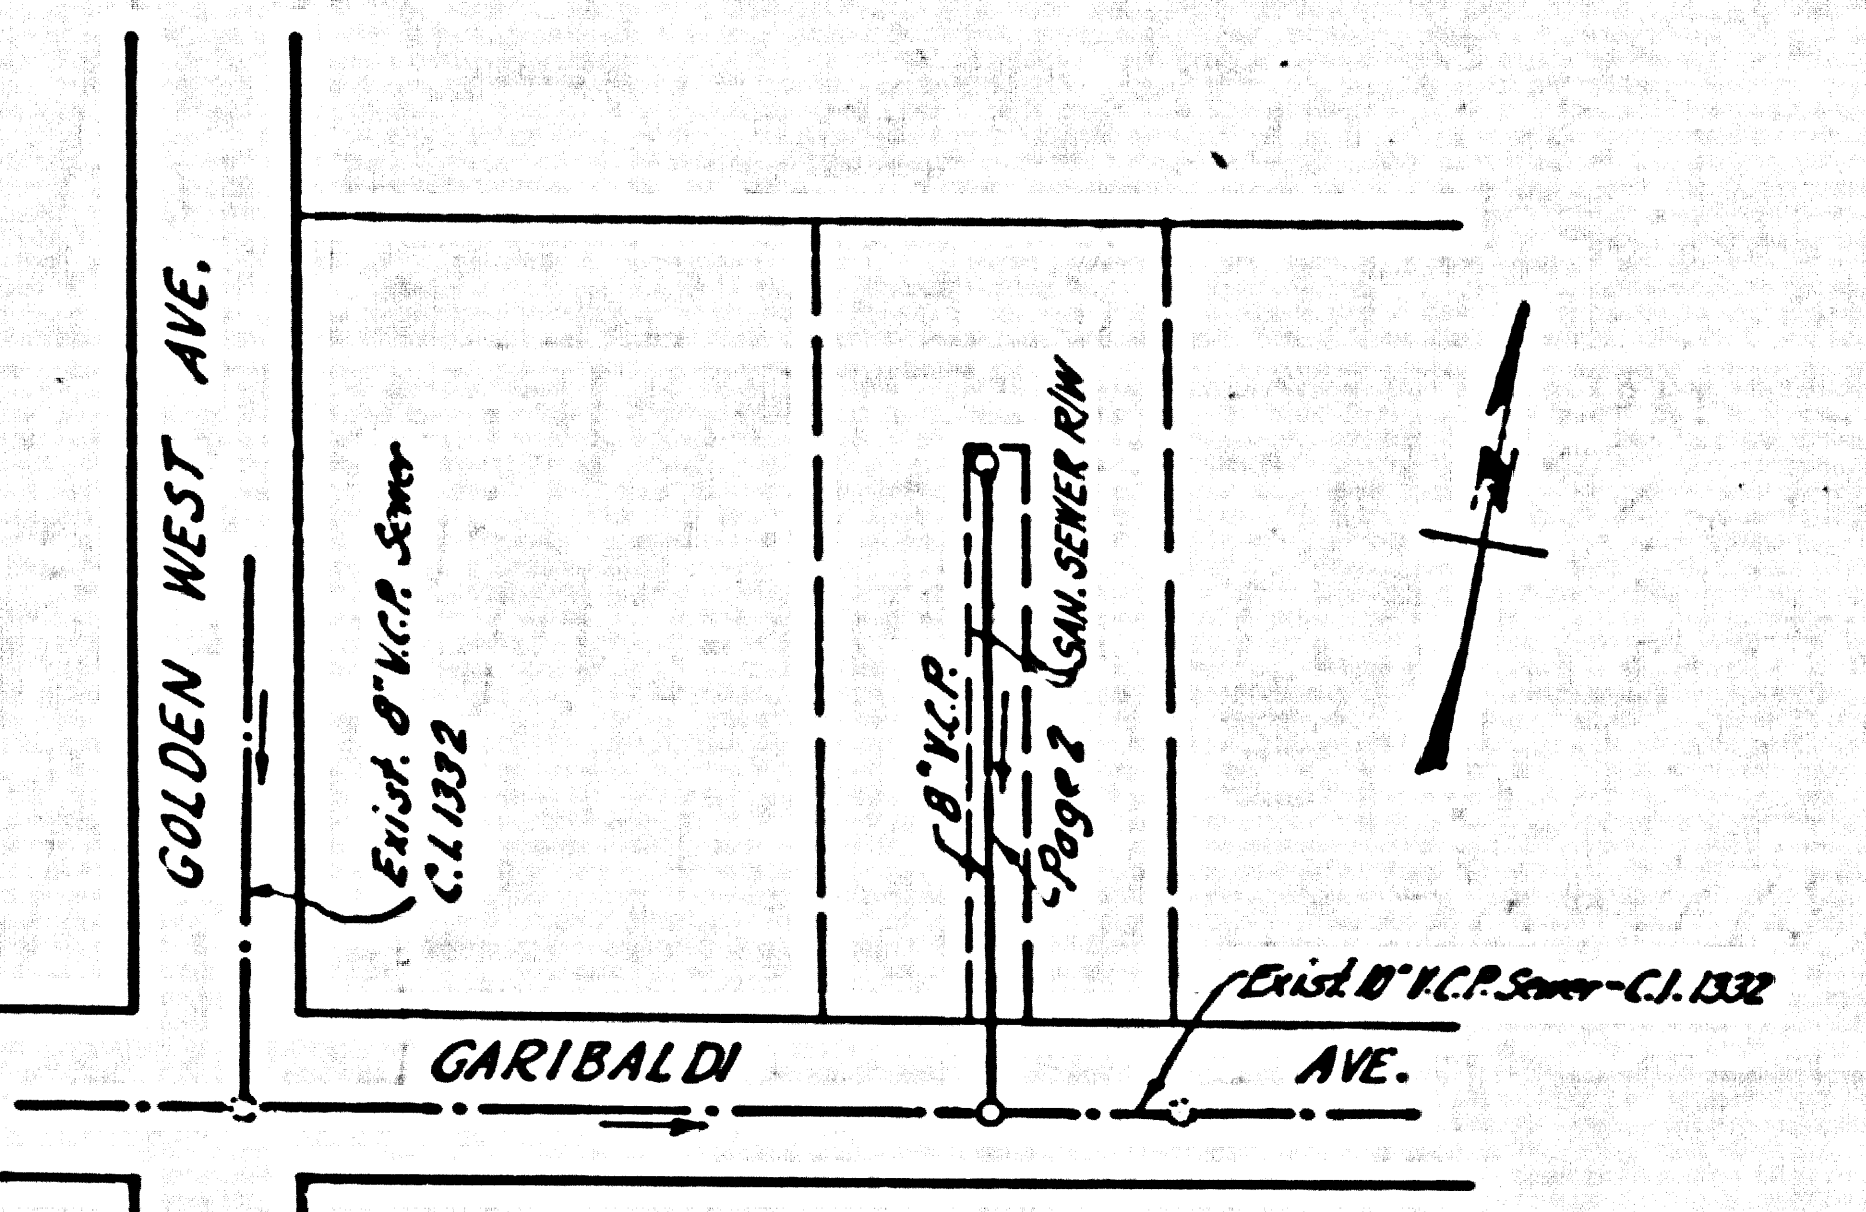 GOLDEN WEST AVE.
Exist. 8" V.C.P. Sewer
C.I. 1332
8" V.C.P.
SAN. SEWER R/W
Page 2
N
Exist 10" V.C.P. Sewer - C.I. 1332
GARIBALDI AVE.